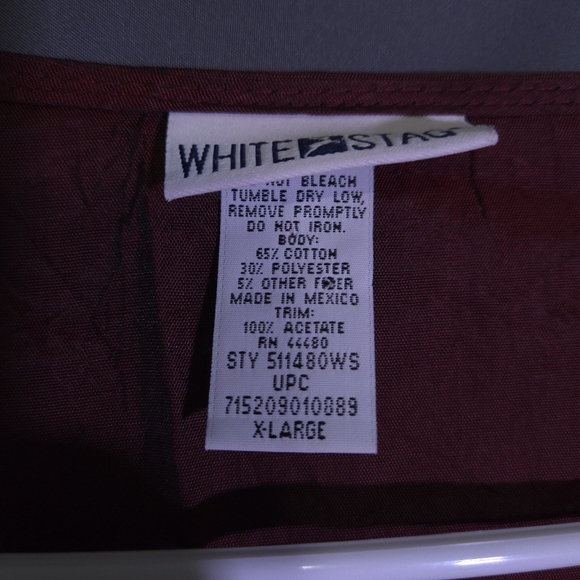 WHITE STAG
NOT BLEACH
TUMBLE DRY LOW,
REMOVE PROMPTLY
DO NOT IRON.
BODY:
65% COTTON
30% POLYESTER
5% OTHER FIBER
MADE IN MEXICO
TRIM:
100% ACETATE
RN 44480
STY 511480WS
UPC
715209010889
X-LARGE